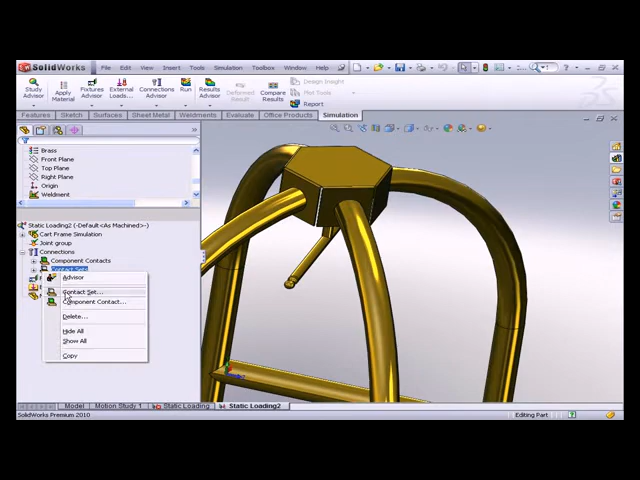 SolidWorks File Edit View Insert Tools Simulation Toolbox Window Help
Study Advisor
Apply Material
Fixtures Advisor
External Loads...
Connections Advisor
Run
Results Advisor
Deformed Result
Compare Results
Design Insight
Plot Tools
Report
Features Sketch Surfaces Sheet Metal Weldments Evaluate Office Products Simulation
Brass
Front Plane
Top Plane
Right Plane
Origin
Weldment
Static Loading2 (-Default<As Machined>-)
Cart Frame Simulation
Joint group
Connections
Component Contacts
Contact Sets
Advisor
Contact Set...
Component Contact...
Delete...
Hide All
Show All
Copy
Model Motion Study 1 Static Loading Static Loading2
SolidWorks Premium 2010 Editing Part